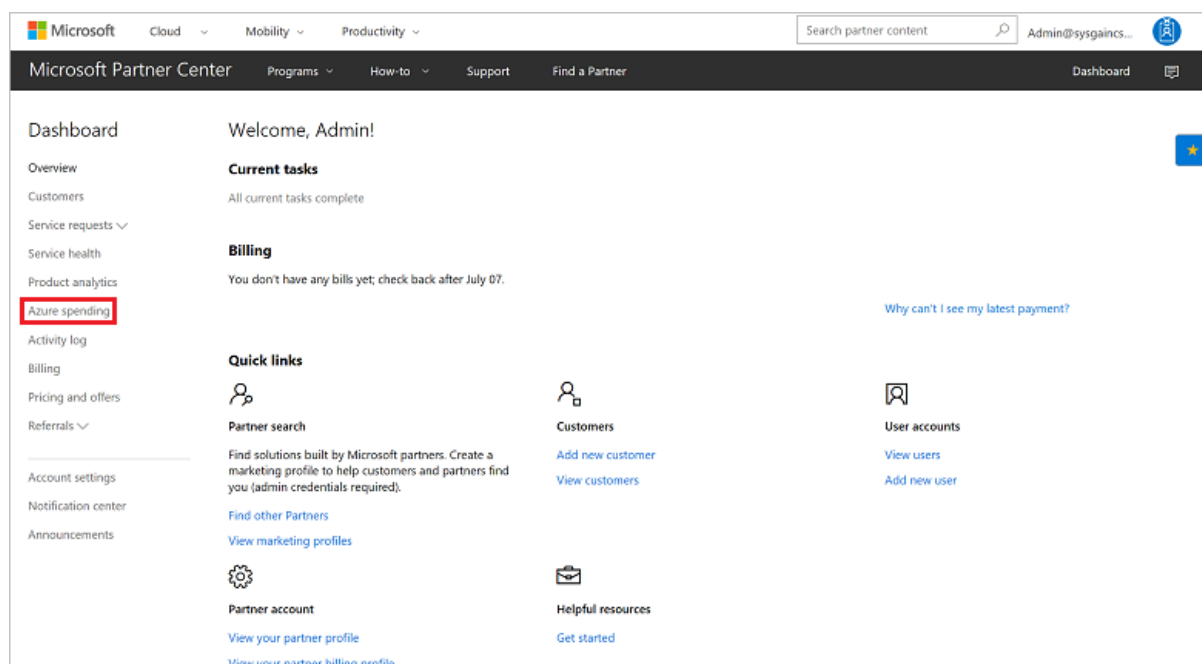 Microsoft Cloud Mobility Productivity Search partner content Admin@sysgaincs...
Microsoft Partner Center Programs How-to Support Find a Partner Dashboard
Dashboard
Overview
Customers
Service requests
Service health
Product analytics
Azure spending
Activity log
Billing
Pricing and offers
Referrals
Account settings
Notification center
Announcements
Welcome, Admin!
Current tasks
All current tasks complete
Billing
You don't have any bills yet; check back after July 07.
Why can't I see my latest payment?
Quick links
Partner search
Find solutions built by Microsoft partners. Create a
marketing profile to help customers and partners find
you (admin credentials required).
Find other Partners
View marketing profiles
Customers
Add new customer
View customers
User accounts
View users
Add new user
Partner account
View your partner profile
View your partner billing profile
Helpful resources
Get started